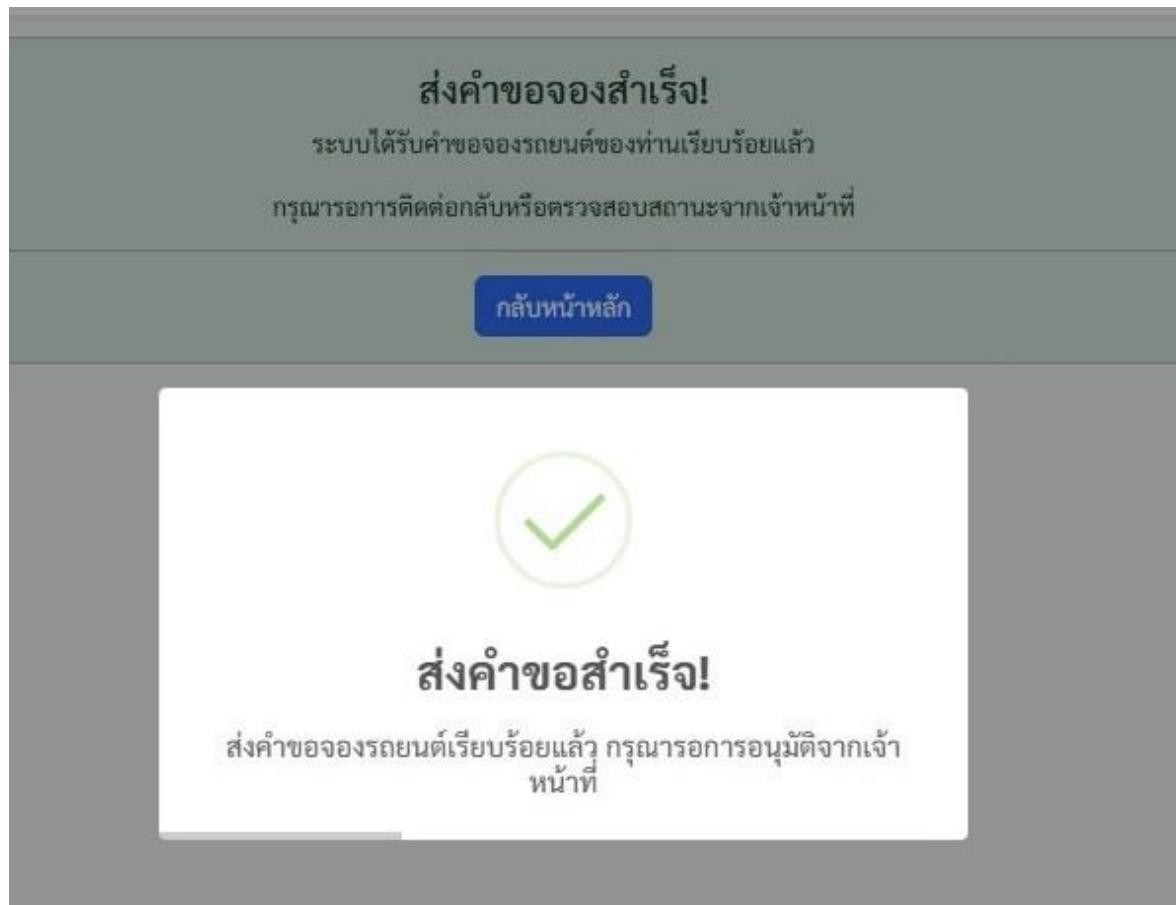 ส่งคำขอจองสำเร็จ!
ระบบได้รับคำขอจองรถยนต์ของท่านเรียบร้อยแล้ว
กรุณารอการติดต่อกลับหรือตรวจสอบสถานะจากเจ้าหน้าที่
กลับหน้าหลัก
ส่งคำขอสำเร็จ!
ส่งคำขอจองรถยนต์เรียบร้อยแล้ว กรุณารอการอนุมัติจากเจ้า
หน้าที่